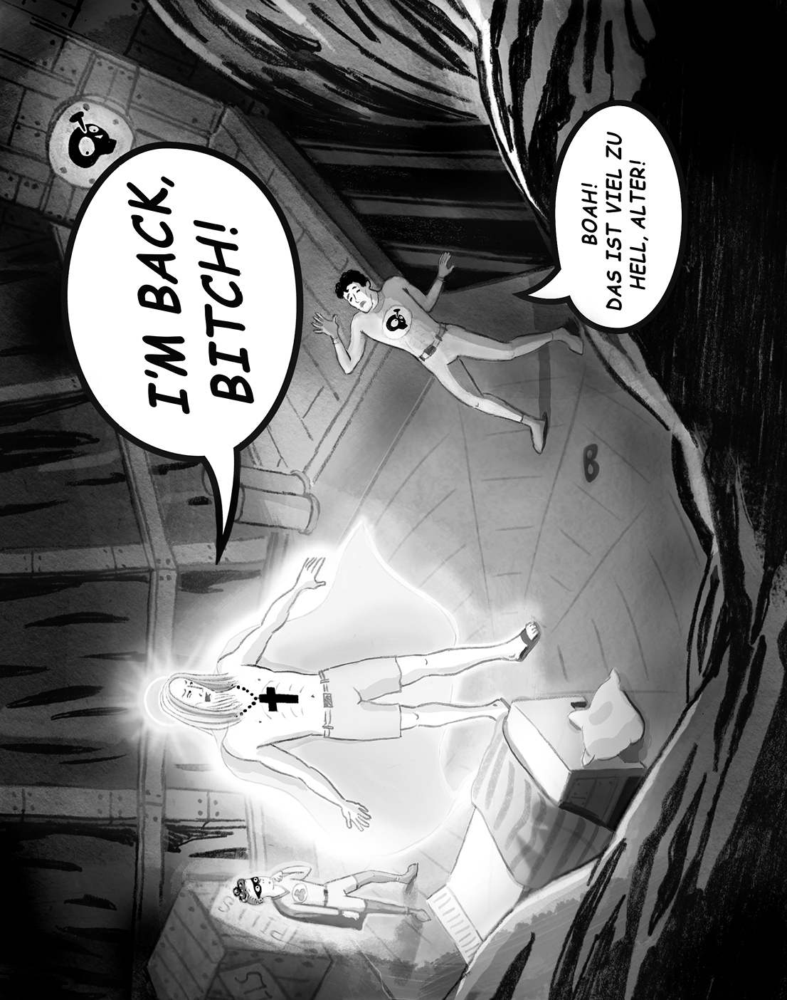 I'M BACK,
BITCH!
BOAH!
DAS IST VIEL ZU
HELL, ALTER!
B